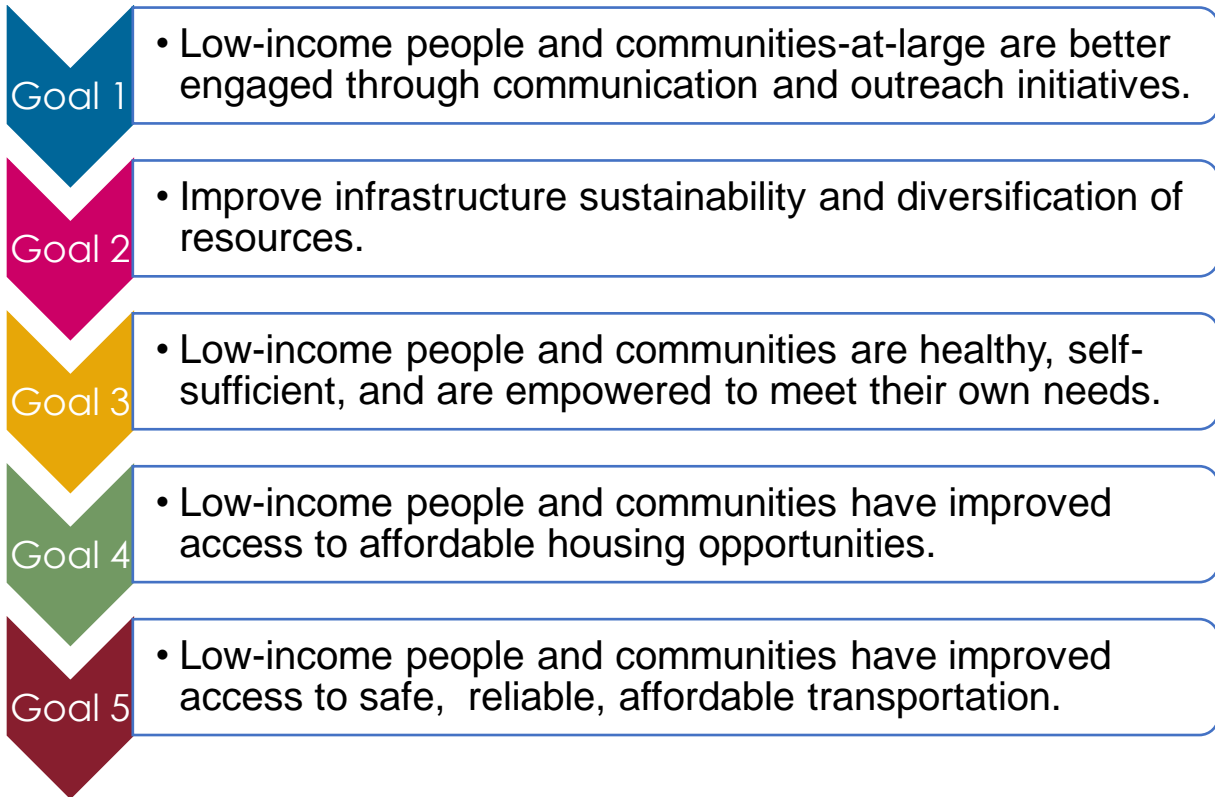 Goal 1
• Low-income people and communities-at-large are better
engaged through communication and outreach initiatives.
Goal 2
• Improve infrastructure sustainability and diversification of
resources.
Goal 3
• Low-income people and communities are healthy, self-
sufficient, and are empowered to meet their own needs.
Goal 4
• Low-income people and communities have improved
access to affordable housing opportunities.
Goal 5
• Low-income people and communities have improved
access to safe,  reliable, affordable transportation.